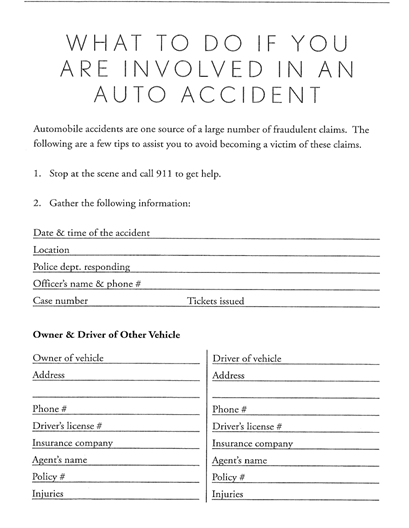 WHAT TO DO IF YOU
ARE INVOLVED IN AN
AUTO ACCIDENT
Automobile accidents are one source of a large number of fraudulent claims. The
following are a few tips to assist you to avoid becoming a victim of these claims.
1. Stop at the scene and call 911 to get help.
2. Gather the following information:
Date & time of the accident
Location
Police dept. responding
Officer's name & phone #
Case number Tickets issued
Owner & Driver of Other Vehicle
Owner of vehicle
Address
Phone #
Driver's license #
Insurance company
Agent's name
Policy #
Injuries
Driver of vehicle
Address
Phone #
Driver's license #
Insurance company
Agent's name
Policy #
Injuries